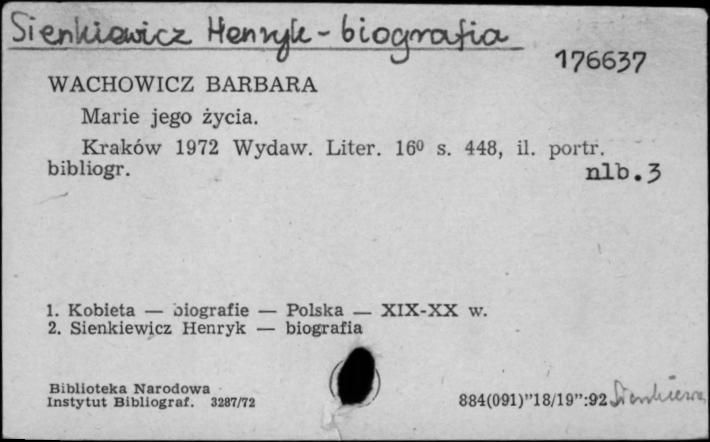 Sienkiewicz Henryk - biografia
176637
WACHOWICZ BARBARA
Marie jego życia.
Kraków 1972 Wydaw. Liter. 16⁰ s. 448, il. portr.
bibliogr. nlb. 3
1. Kobieta — biografie — Polska — XIX-XX w.
2. Sienkiewicz Henryk — biografia
Biblioteka Narodowa
Instytut Bibliograf. 3287/72
884(091)"18/19":92